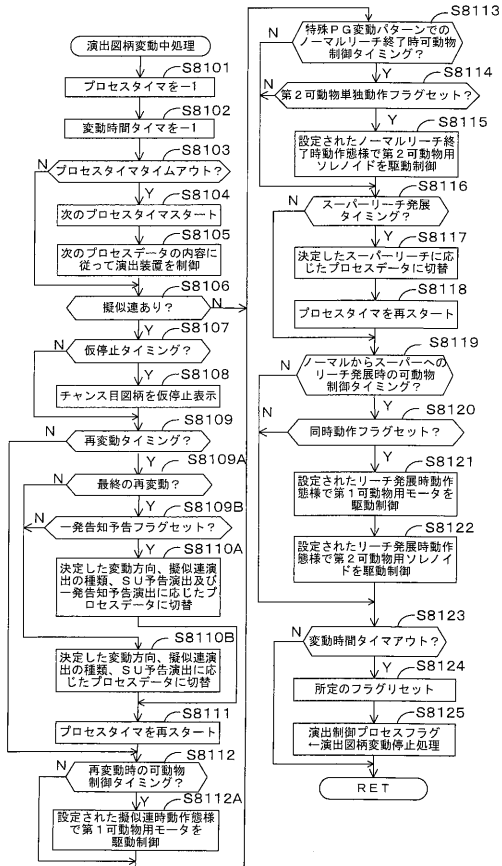 演出図柄変動中処理
S8101
プロセスタイマを−1
S8102
変動時間タイマを−1
S8103
N
プロセスタイマタイムアウト？
Y
S8104
次のプロセスタイマスタート
S8105
次のプロセスデータの内容に
従って演出装置を制御
S8106
擬似連あり？
N
Y
S8107
N
仮停止タイミング？
Y
S8108
チャンス目図柄を仮停止表示
S8109
N
再変動タイミング？
Y
S8109A
N
最終の再変動？
Y
S8109B
N
一発告知予告フラグセット？
Y
S8110A
決定した変動方向、擬似連演
出の種類、ＳＵ予告演出及び
一発告知予告演出に応じたプ
ロセスデータに切替
S8110B
決定した変動方向、擬似連演
出の種類、ＳＵ予告演出に応
じたプロセスデータに切替
S8111
プロセスタイマを再スタート
S8112
N
再変動時の可動物
制御タイミング？
Y
S8112A
設定された擬似連時動作態様
で第１可動物用モータを
駆動制御
S8113
N
特殊ＰＧ変動パターンでの
ノーマルリーチ終了時可動物
制御タイミング？
Y
S8114
N
第２可動物単独動作フラグセット？
Y
S8115
設定されたノーマルリーチ終
了時動作態様で第２可動物用
ソレノイドを駆動制御
S8116
N
スーパーリーチ発展
タイミング？
Y
S8117
決定したスーパーリーチに応
じたプロセスデータに切替
S8118
プロセスタイマを再スタート
S8119
N
ノーマルからスーパーへの
リーチ発展時の可動物
制御タイミング？
Y
S8120
N
同時動作フラグセット？
Y
S8121
設定されたリーチ発展時動作
態様で第１可動物用モータを
駆動制御
S8122
設定されたリーチ発展時動作
態様で第２可動物用ソレノイ
ドを駆動制御
S8123
N
変動時間タイマアウト？
Y
S8124
所定のフラグリセット
S8125
演出制御プロセスフラグ
←演出図柄変動停止処理
ＲＥＴ